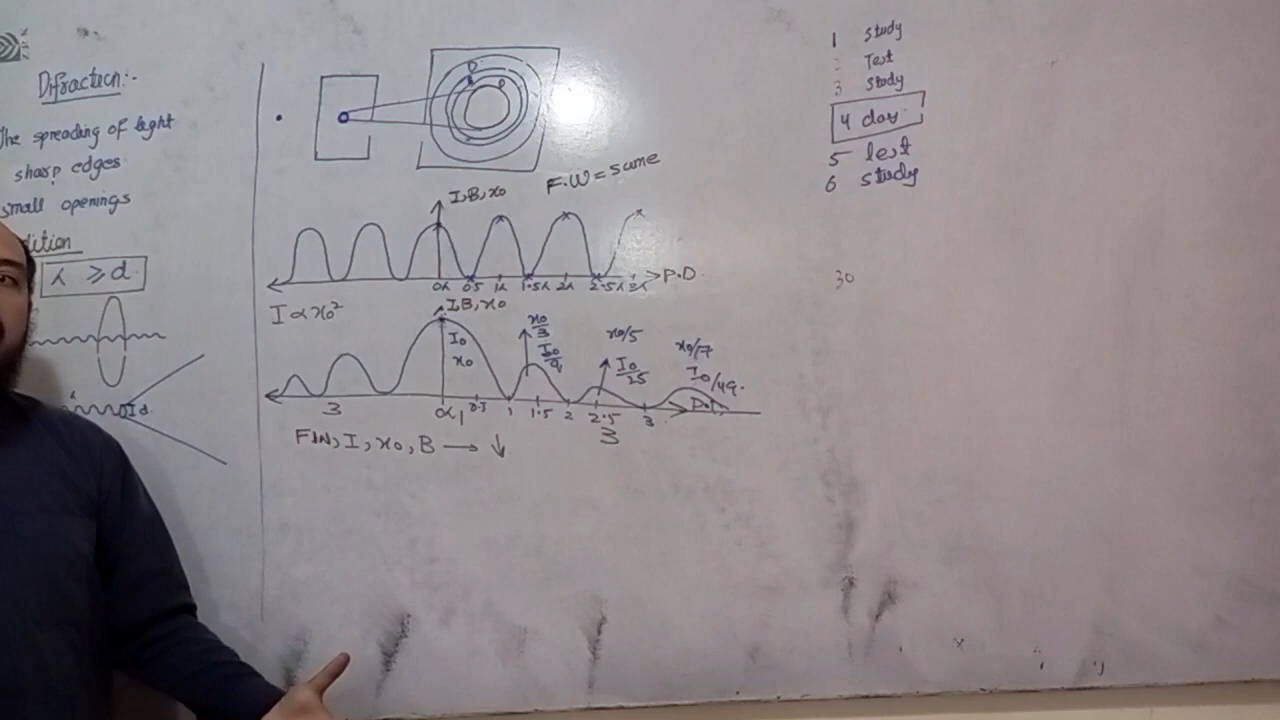 Diffraction:-
The spreading of light
sharp edges
small openings
dition
λ ≥ d
d
I, B, x₀
F.W = same
0λ 0.5 1λ 1.5λ 2λ 2.5λ 3λ P.D.
I ∝ x₀²
I, B, x₀
I₀
x₀
x₀/3
I₀/9
x₀/5
I₀/25
x₀/7
I₀/49.
0λ 0.5 1 1.5 2 2.5 3 P.D.
3
3
F.W, I, x₀, B → ↓
1 study
2 Test
3 study
4 day
5 Test
6 study
30